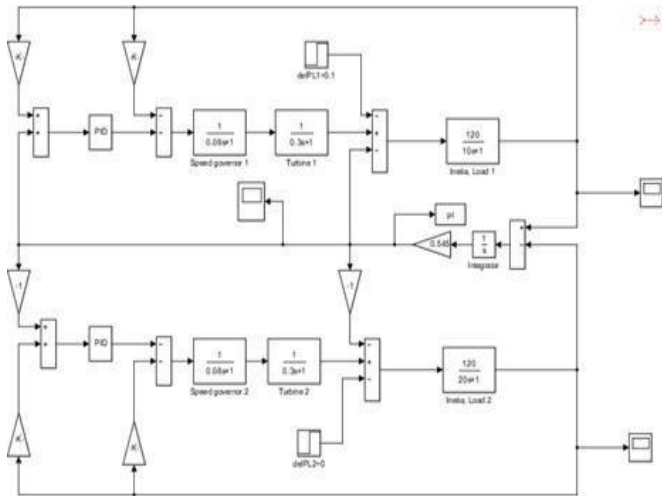 -K-
-K-
delPL1=0.1
PID
1
0.08s+1
Speed governor 1
1
0.3s+1
Turbine 1
120
10s+1
Inetia, Load 1
pl
0.545
1
s
Integrator
-1
-1
PID
1
0.08s+1
Speed governor 2
1
0.3s+1
Turbine 2
120
20s+1
Inetia, Load 2
-K-
-K-
delPL2=0